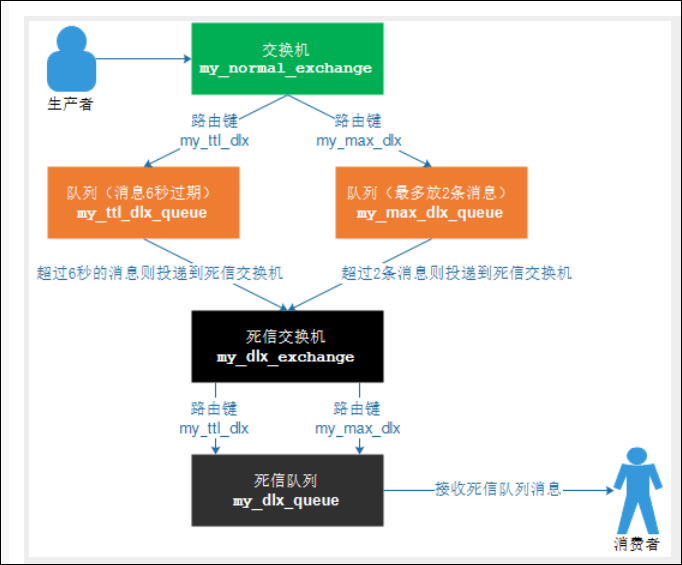 交换机
my_normal_exchange
生产者
路由键
my_ttl_dlx
路由键
my_max_dlx
队列（消息6秒过期）
my_ttl_dlx_queue
队列（最多放2条消息）
my_max_dlx_queue
超过6秒的消息则投递到死信交换机
超过2条消息则投递到死信交换机
死信交换机
my_dlx_exchange
路由键
my_ttl_dlx
路由键
my_max_dlx
死信队列
my_dlx_queue
接收死信队列消息
消费者